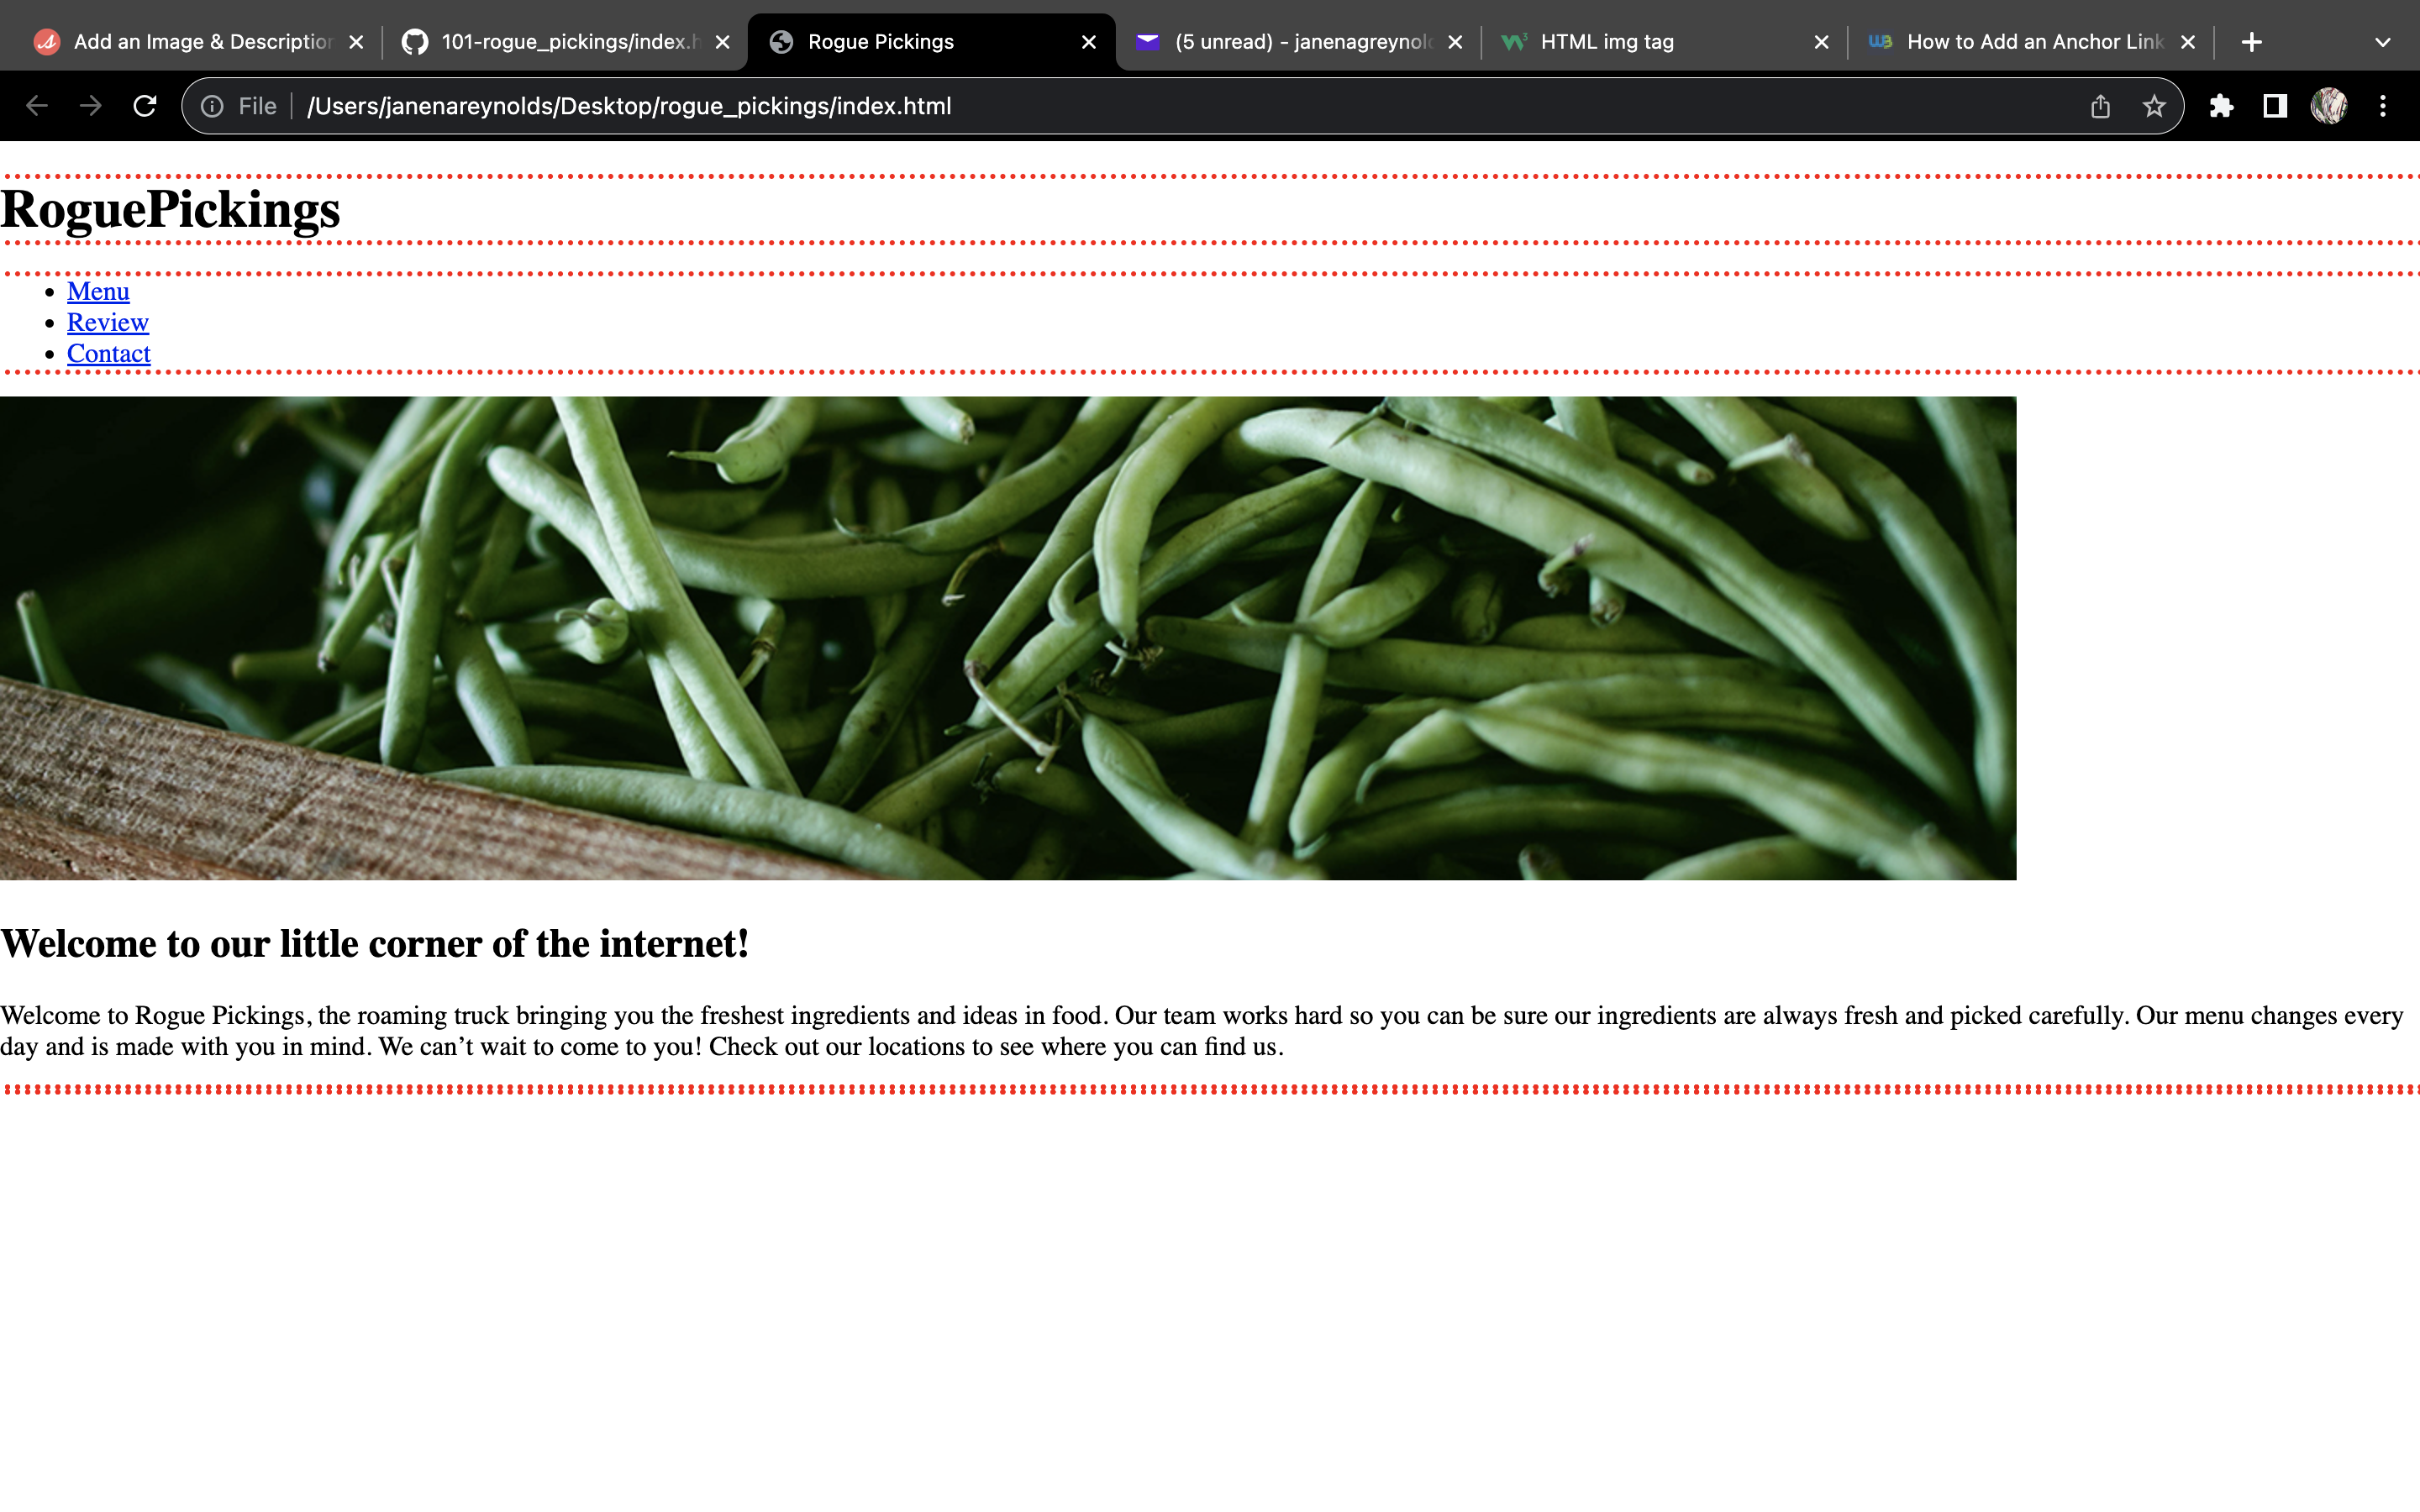 Add an Image & Description
101-rogue_pickings/index.h
Rogue Pickings
(5 unread) - janenagreynol
HTML img tag
How to Add an Anchor Link
File
/Users/janenareynolds/Desktop/rogue_pickings/index.html
RoguePickings
Menu
Review
Contact
Welcome to our little corner of the internet!
Welcome to Rogue Pickings, the roaming truck bringing you the freshest ingredients and ideas in food. Our team works hard so you can be sure our ingredients are always fresh and picked carefully. Our menu changes every
day and is made with you in mind. We can’t wait to come to you! Check out our locations to see where you can find us.